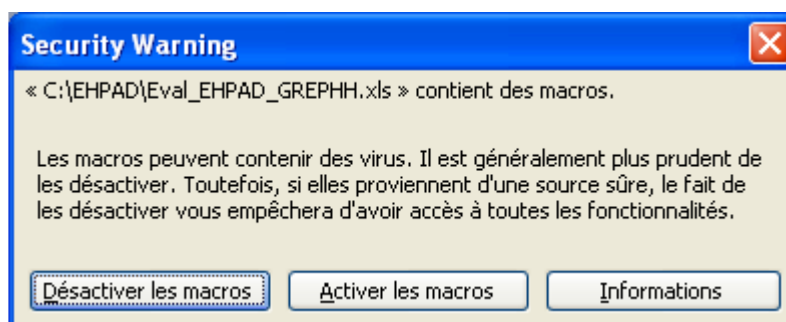 Security Warning
« C:\EHPAD\Eval_EHPAD_GREPHH.xls » contient des macros.
Les macros peuvent contenir des virus. Il est généralement plus prudent de
les désactiver. Toutefois, si elles proviennent d'une source sûre, le fait de
les désactiver vous empêchera d'avoir accès à toutes les fonctionnalités.
Désactiver les macros Activer les macros Informations